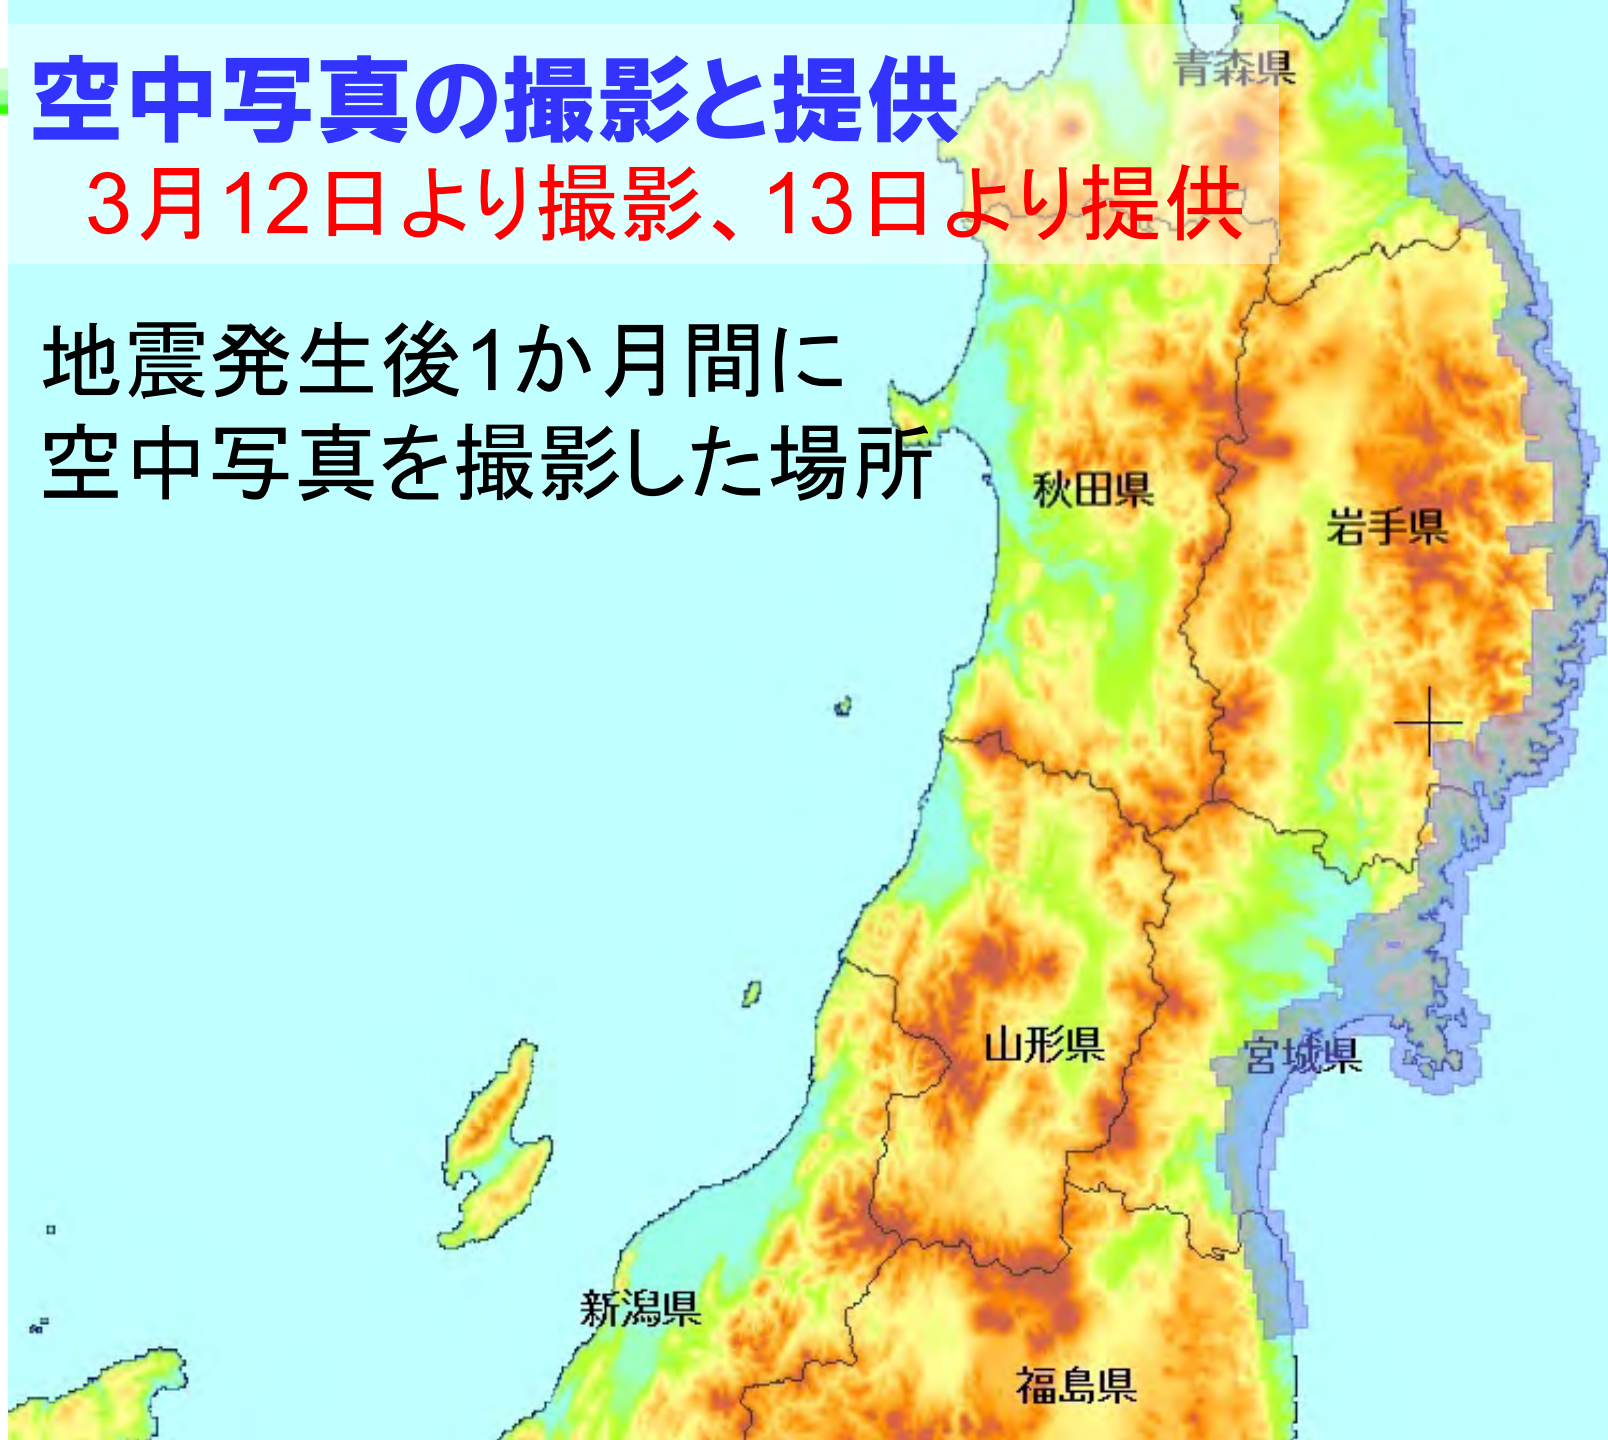 空中写真の撮影と提供
3月12日より撮影、13日より提供
地震発生後1か月間に
空中写真を撮影した場所
青森県
秋田県
岩手県
山形県
宮城県
新潟県
福島県